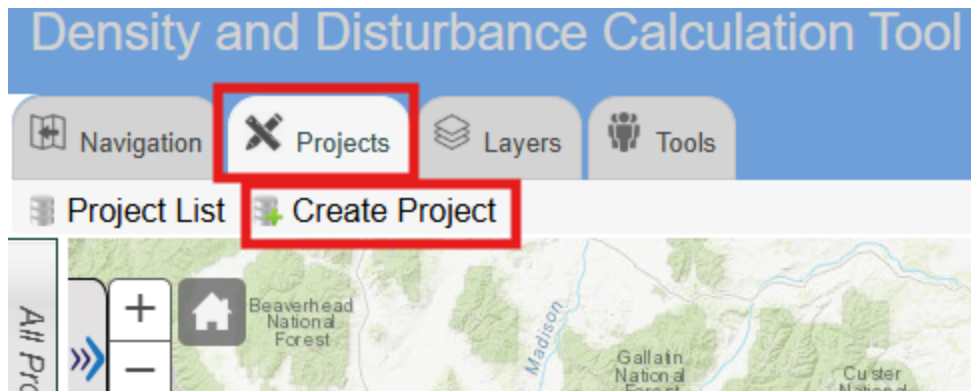 Density and Disturbance Calculation Tool
Navigation
Projects
Layers
Tools
Project List
Create Project
All Pro
+
−
Beaverhead
National
Forest
Madison
Gallatin
National
Forest
Custer
National